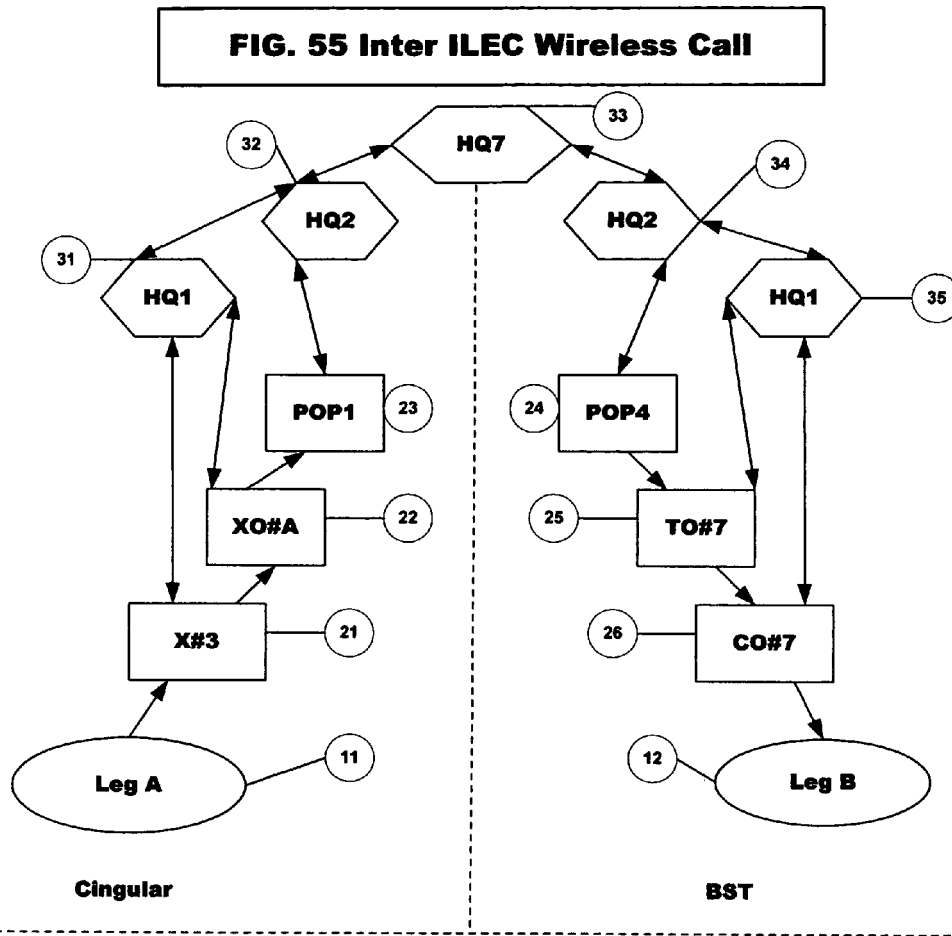 FIG. 55 Inter ILEC Wireless Call
33
HQ7
32
34
HQ2
HQ2
31
HQ1
HQ1
35
POP1
23
24
POP4
XO#A
22
25
TO#7
X#3
21
26
CO#7
Leg A
11
12
Leg B
Cingular
BST